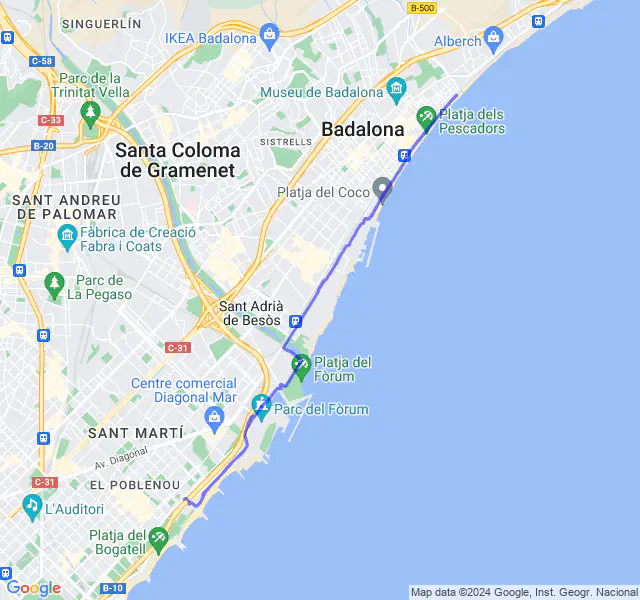 B-500
SINGUERLÍN
IKEA Badalona
Alberch
C-58
Parc de la
Trinitat Vella
Museu de Badalona
C-33
Platja dels
Pescadors
Badalona
B-20
SISTRELLS
Santa Coloma
de Gramenet
Platja del Coco
SANT ANDREU
DE PALOMAR
Fàbrica de Creació
Fabra i Coats
Parc de
La Pegaso
Sant Adrià
de Besòs
C-31
Platja del
Fòrum
Centre comercial
Diagonal Mar
Parc del Fòrum
SANT MARTÍ
Av. Diagonal
C-31
EL POBLENOU
L'Auditori
Platja del
Bogatell
Google
B-10
Map data ©2024 Google, Inst. Geogr. Nacional